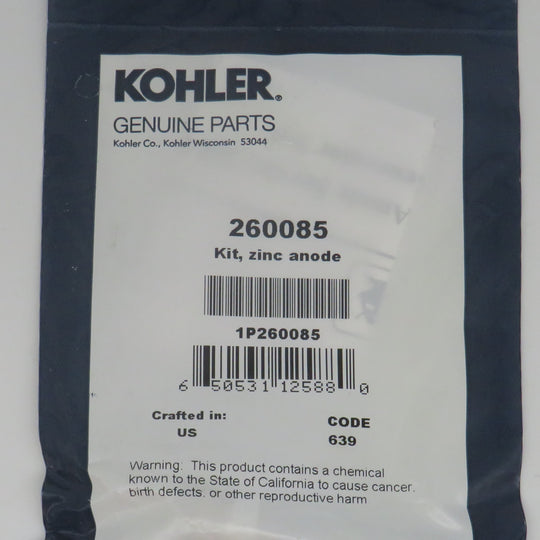 KOHLER®
GENUINE PARTS
Kohler Co., Kohler Wisconsin 53044
260085
Kit, zinc anode
1P260085
6 50531 12588 0
Crafted in:
US
CODE
639
Warning: This product contains a chemical
known to the State of California to cause cancer,
birth defects, or other reproductive harm